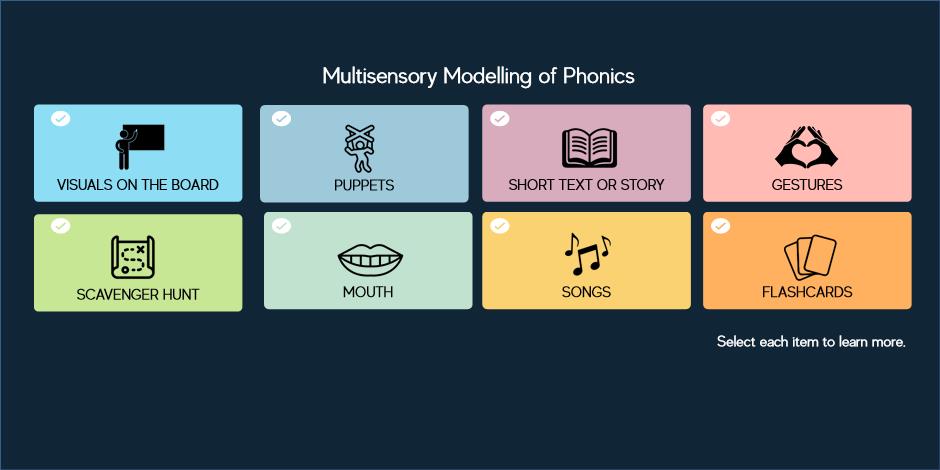 Multisensory Modelling of Phonics
VISUALS ON THE BOARD
PUPPETS
SHORT TEXT OR STORY
GESTURES
SCAVENGER HUNT
MOUTH
SONGS
FLASHCARDS
Select each item to learn more.